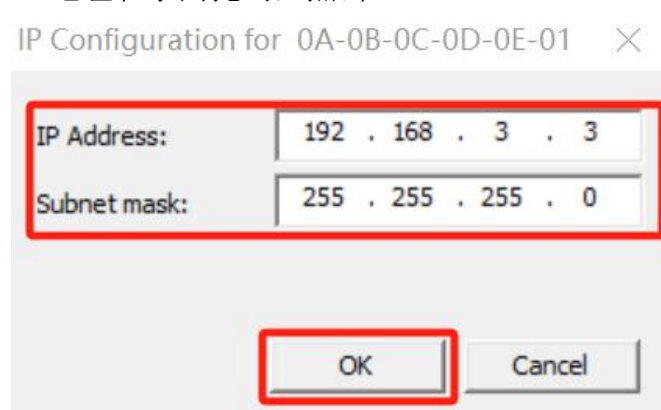 IP Configuration for 0A-0B-0C-0D-0E-01
IP Address: 192 . 168 . 3 . 3
Subnet mask: 255 . 255 . 255 . 0
OK Cancel